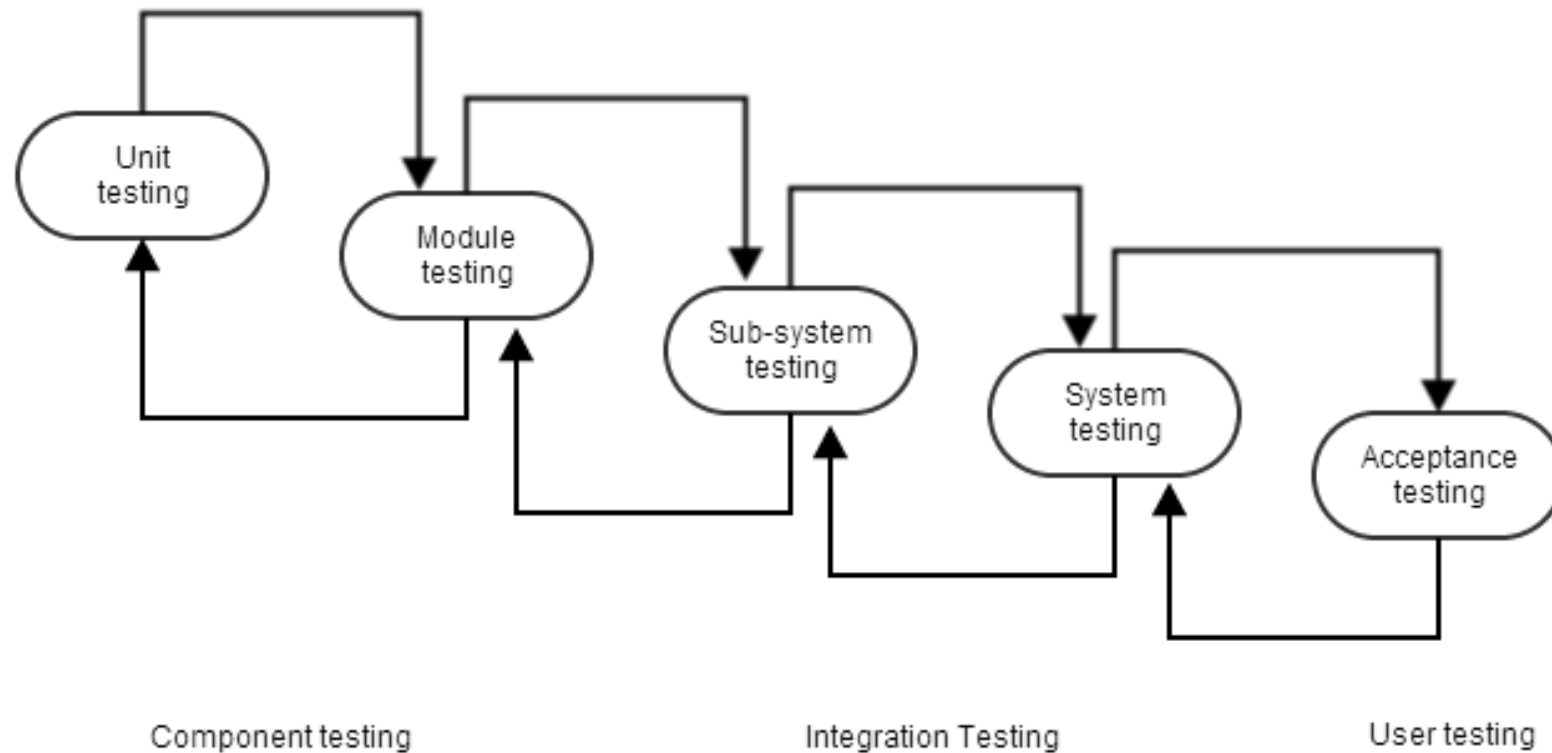 Unit
testing
Module
testing
Sub-system
testing
System
testing
Acceptance
testing
Component testing
Integration Testing
User testing